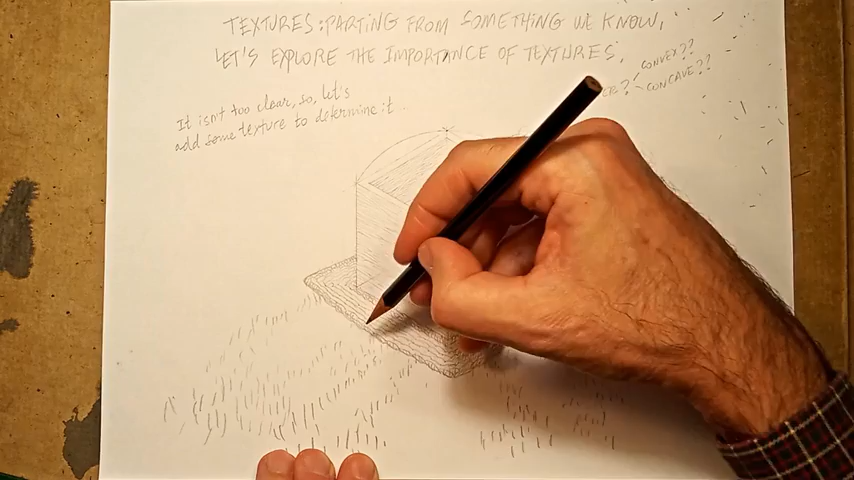 TEXTURES: PARTING FROM SOMETHING WE KNOW,
LET'S EXPLORE THE IMPORTANCE OF TEXTURES.
CONVEX??
CONCAVE??
It isn't too clear, so, let's
add some texture to determine it...